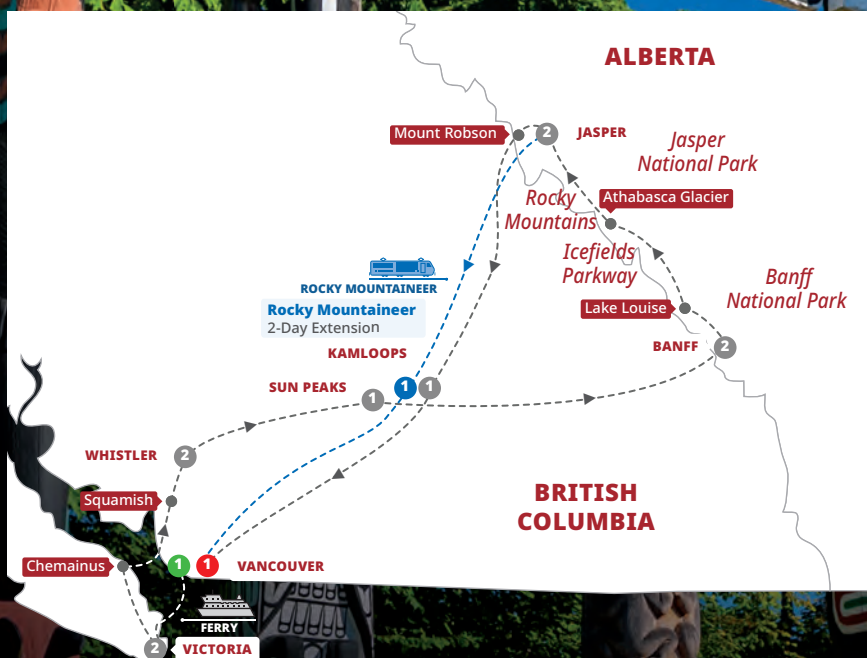 ALBERTA
Mount Robson
2
JASPER
Jasper
National Park
Rocky
Mountains
Athabasca Glacier
Icefields
Parkway
Banff
National Park
ROCKY MOUNTAINEER
Rocky Mountaineer
2-Day Extension
Lake Louise
BANFF
2
KAMLOOPS
SUN PEAKS
1
1
1
WHISTLER
2
Squamish
BRITISH
COLUMBIA
Chemainus
1
1
VANCOUVER
FERRY
2
VICTORIA